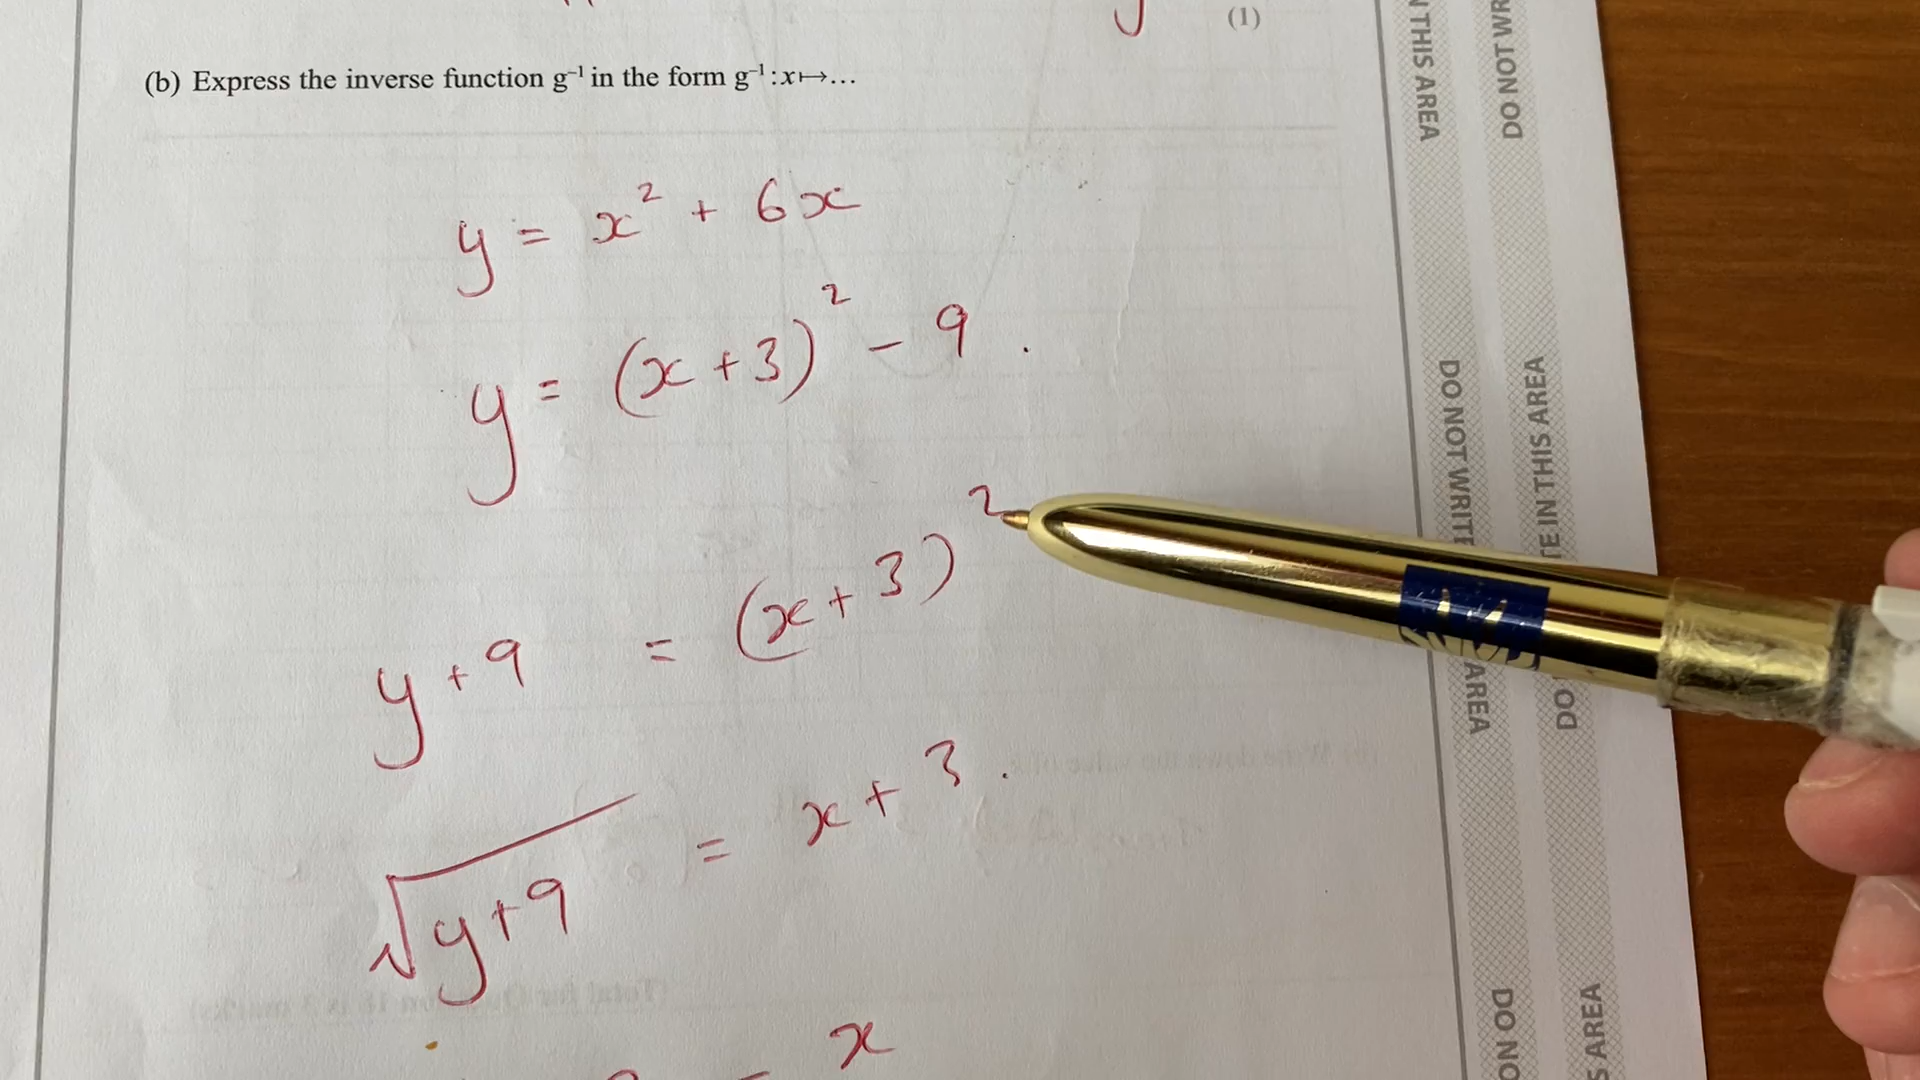 (1)
(b) Express the inverse function g⁻¹ in the form g⁻¹ : x ↦ …
y = x² + 6x
y = (x + 3)² − 9 .
y + 9 = (x + 3)²
√(y+9) = x + 3 .
x
N THIS AREA
DO NOT WR
DO NOT WRITE
AREA
TE IN THIS AREA
DO
DO NO
S AREA